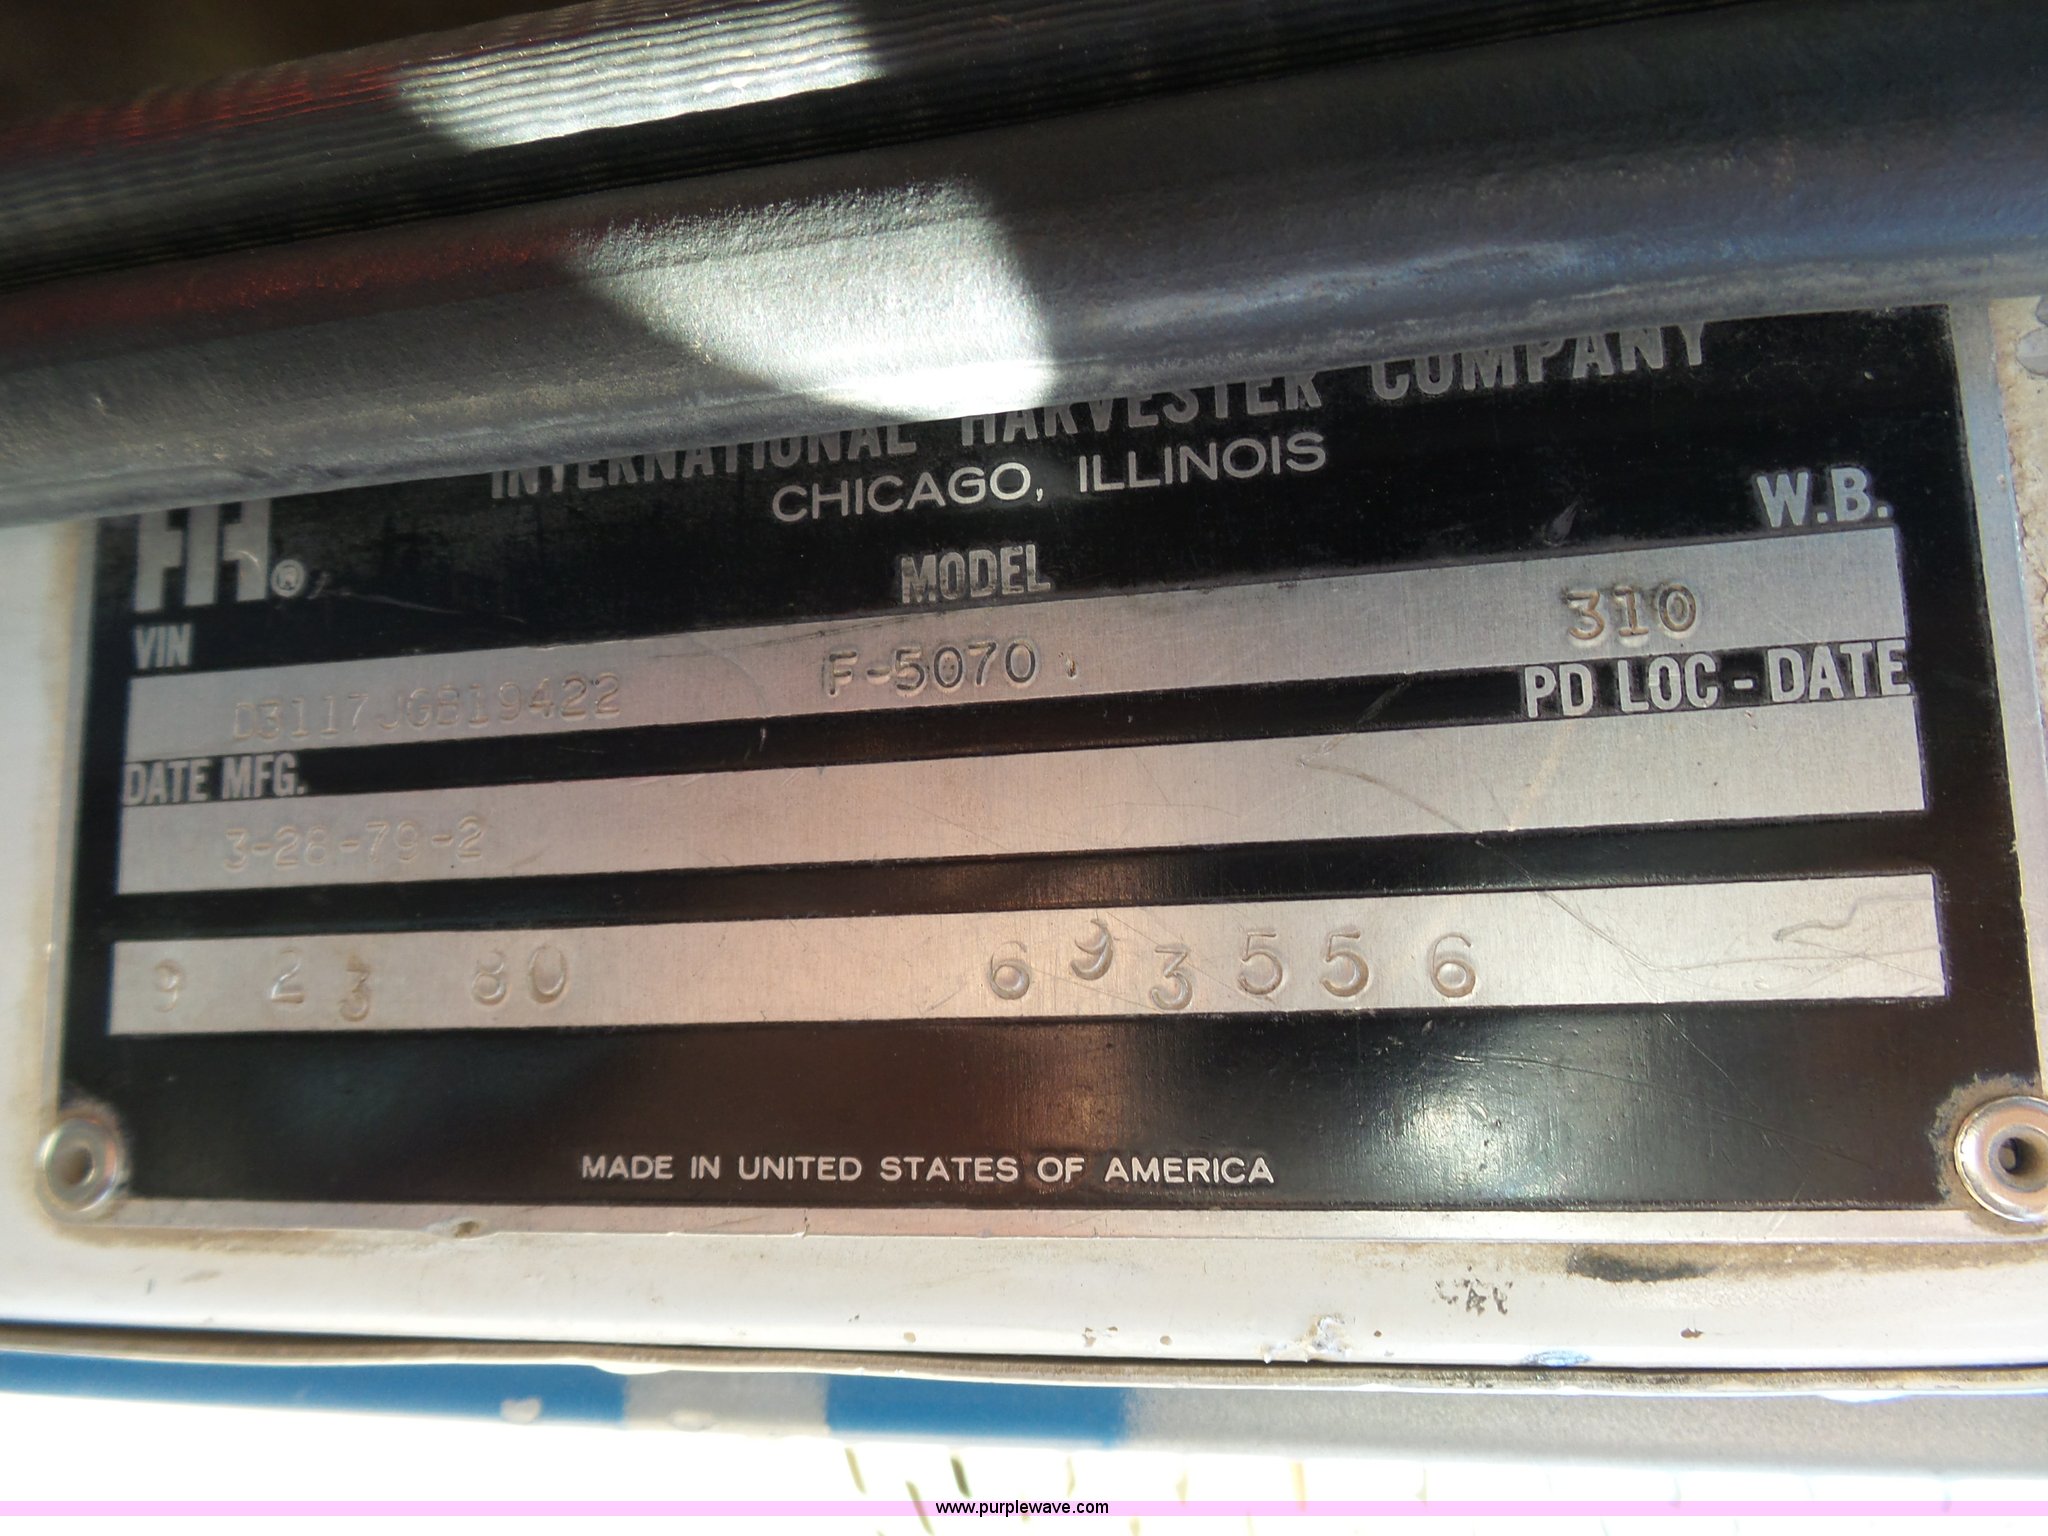 INTERNATIONAL HARVESTER COMPANY
CHICAGO, ILLINOIS
IH®
MODEL
W.B.
VIN
D3117JGB19422 F-5070 310
PD LOC-DATE
DATE MFG.
3-28-79-2
9 23 80 693556
MADE IN UNITED STATES OF AMERICA
www.purplewave.com